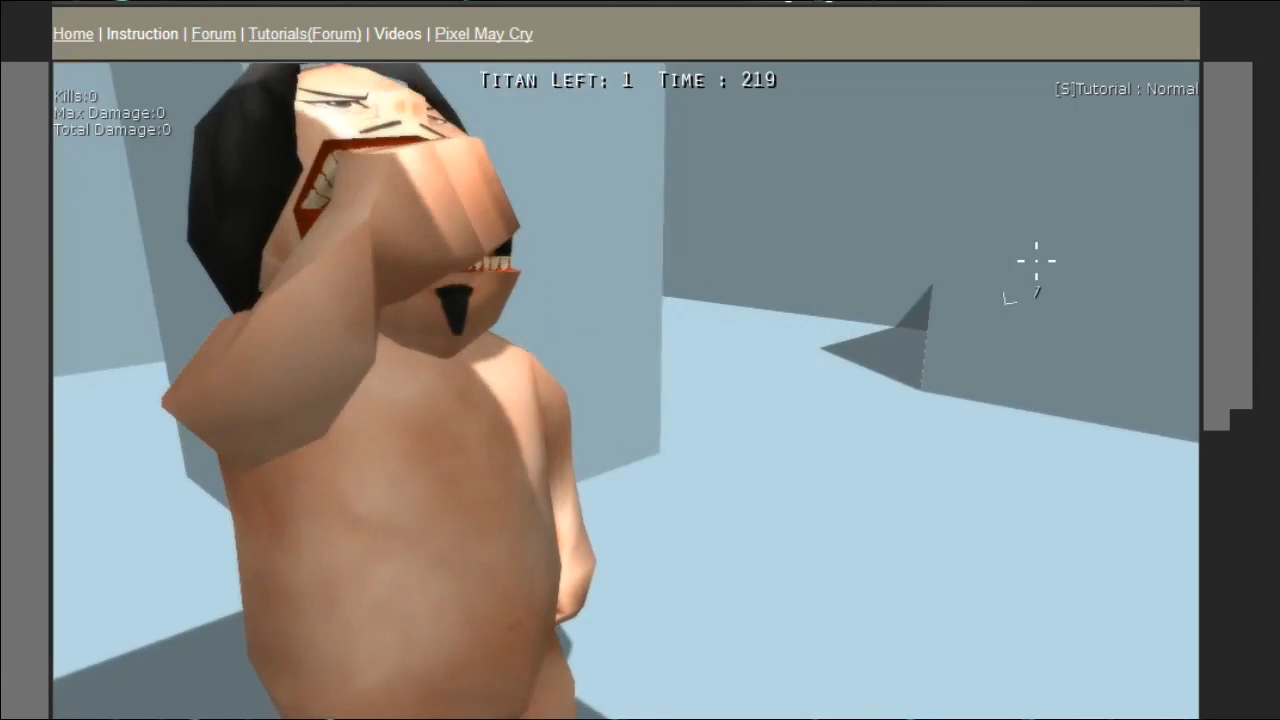 Home | Instruction | Forum | Tutorials(Forum) | Videos | Pixel May Cry
TITAN LEFT: 1 TIME : 219
[S]Tutorial : Normal
Kills:0
Max Damage:0
Total Damage:0